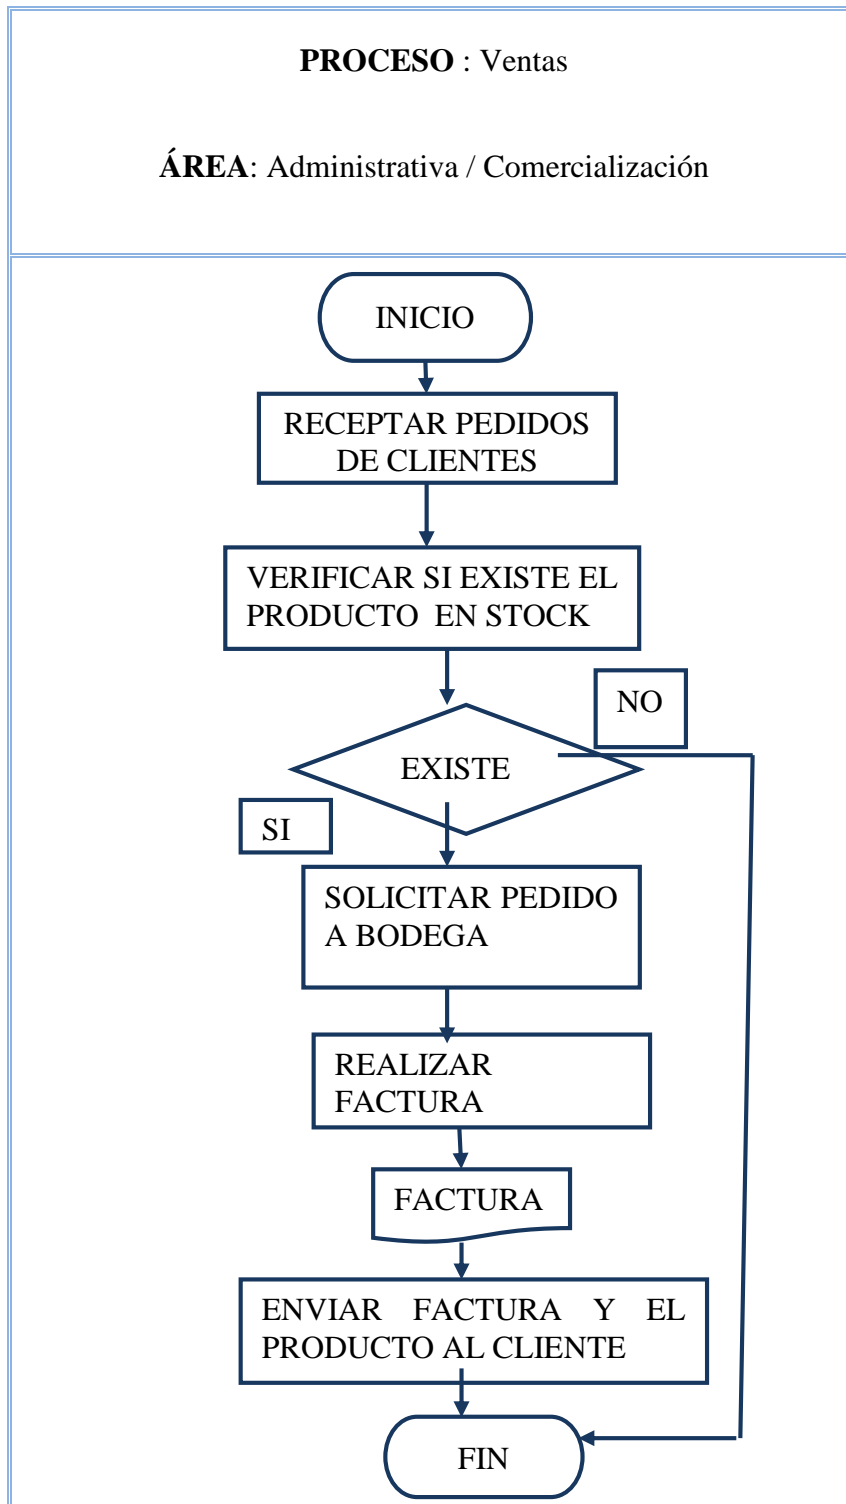 PROCESO : Ventas
ÁREA: Administrativa / Comercialización
INICIO
RECEPTAR PEDIDOS
DE CLIENTES
VERIFICAR SI EXISTE EL
PRODUCTO EN STOCK
NO
EXISTE
SI
SOLICITAR PEDIDO
A BODEGA
REALIZAR
FACTURA
FACTURA
ENVIAR FACTURA Y EL
PRODUCTO AL CLIENTE
FIN